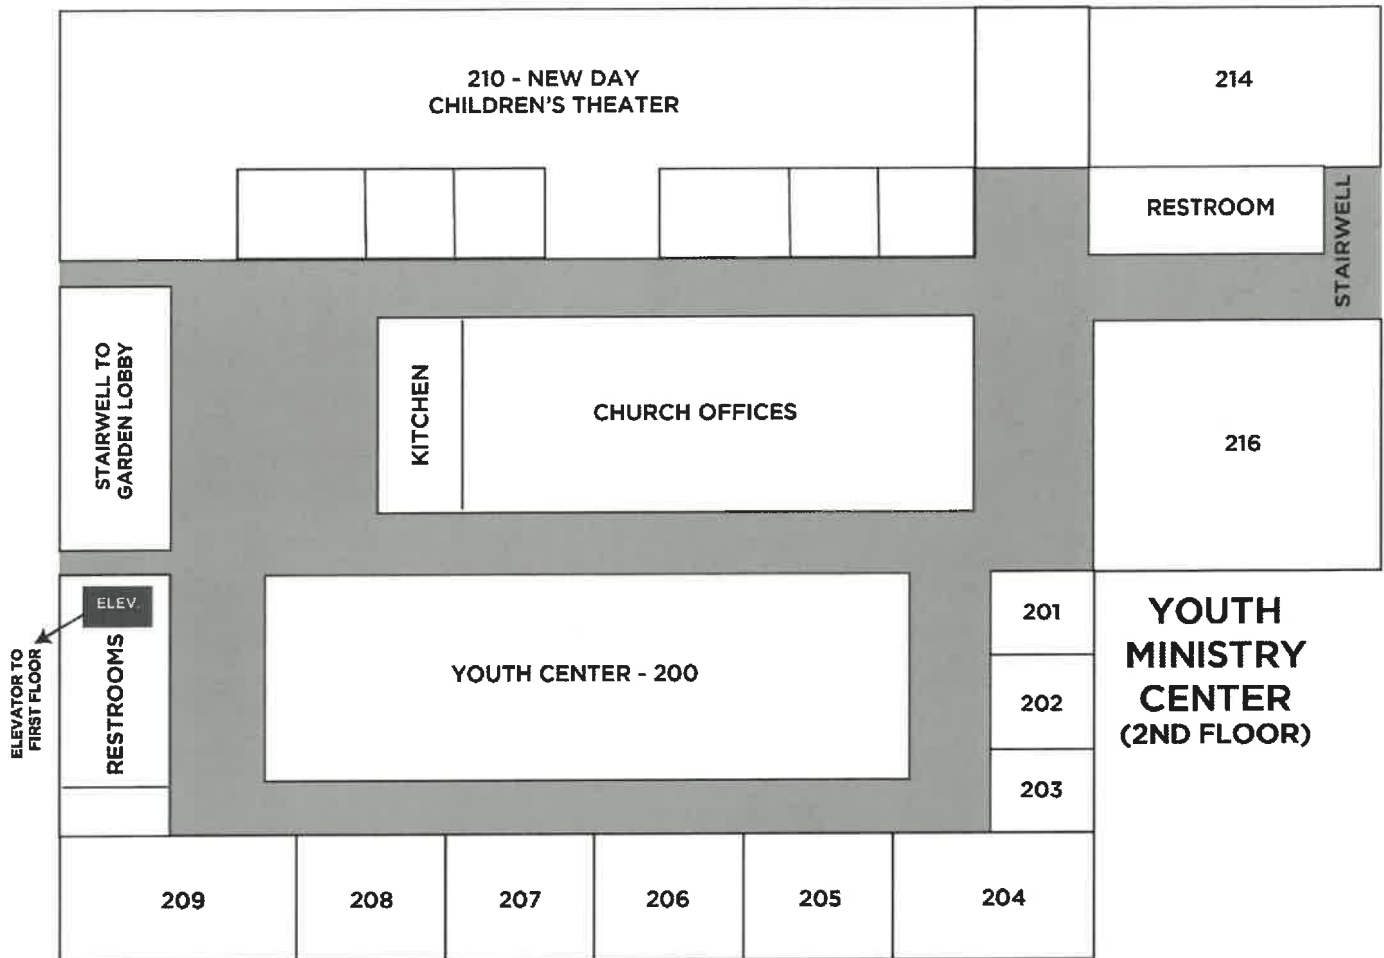 210 - NEW DAY
CHILDREN'S THEATER
214
RESTROOM
STAIRWELL
STAIRWELL TO
GARDEN LOBBY
KITCHEN
CHURCH OFFICES
216
ELEV.
ELEVATOR TO
FIRST FLOOR
RESTROOMS
YOUTH CENTER - 200
201
202
203
YOUTH
MINISTRY
CENTER
(2ND FLOOR)
209
208
207
206
205
204